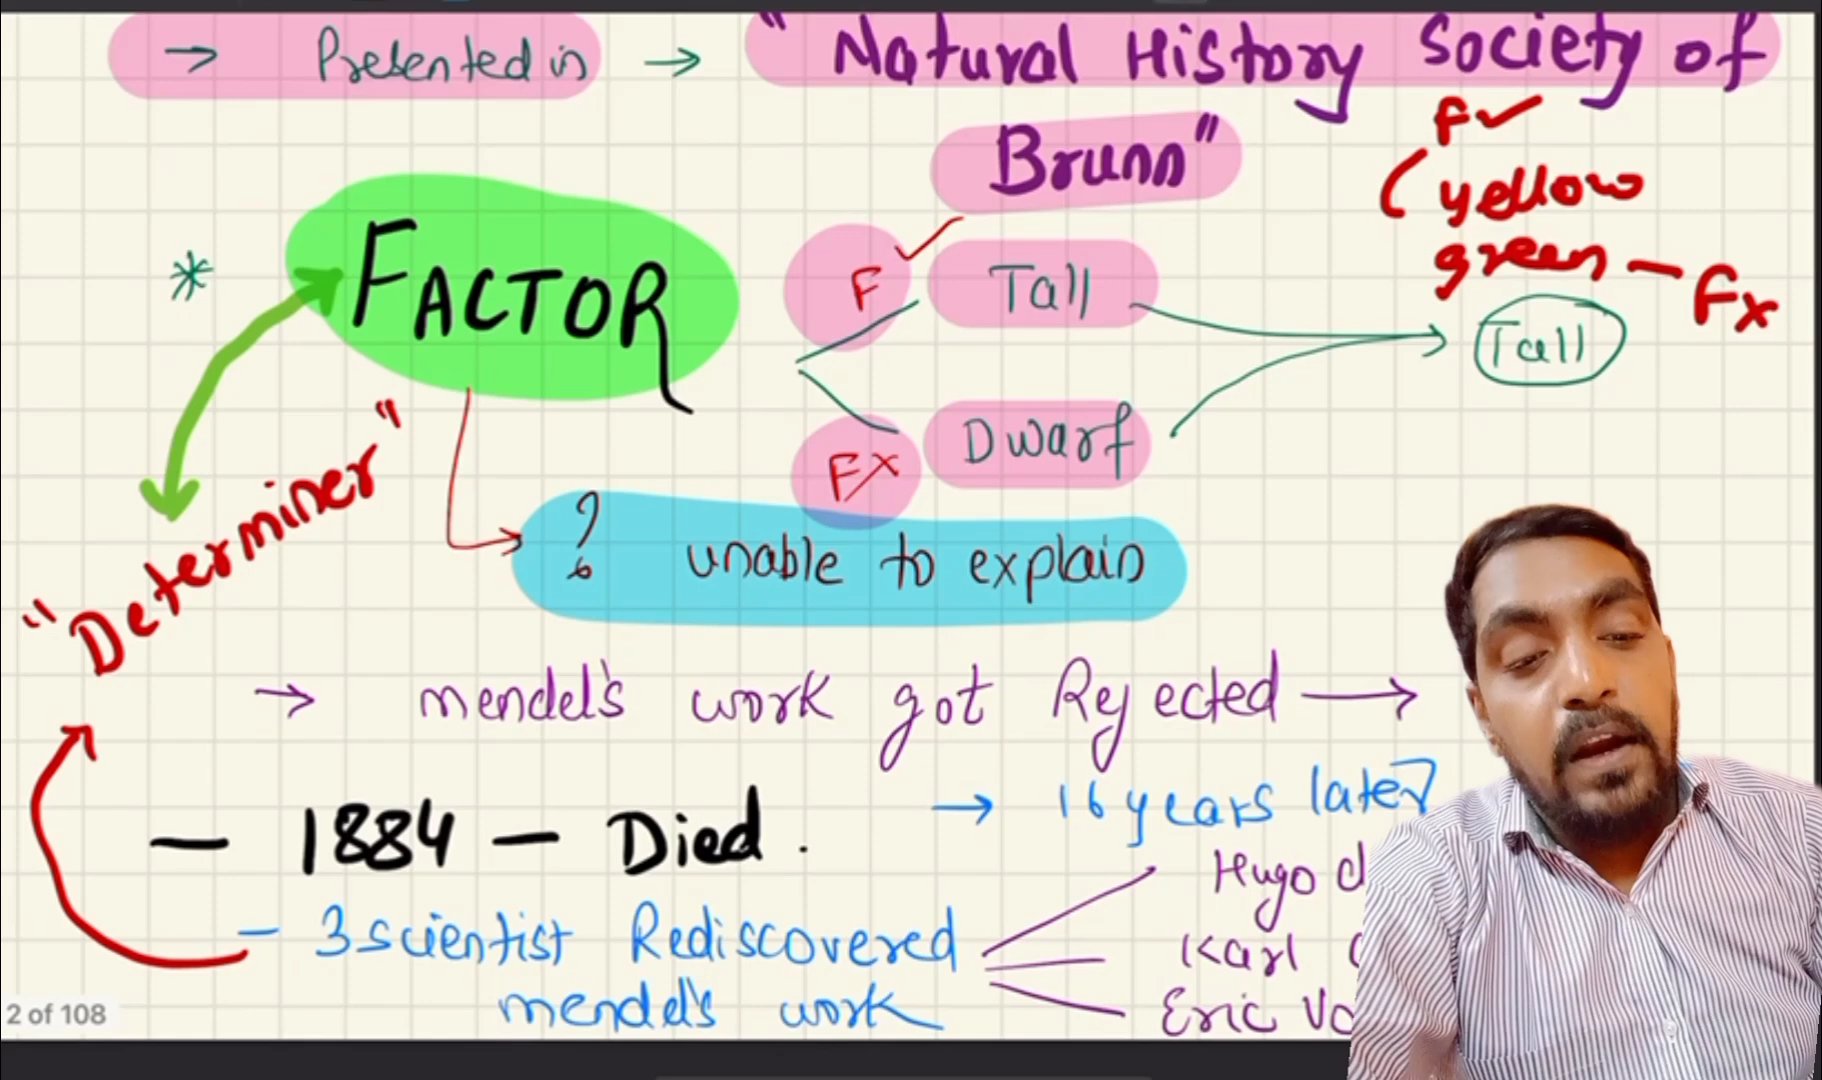 → Presented in → "Natural History Society of
Brunn"
F ✓
( yellow
green — Fx
* FACTOR
F ✓ Tall
Tall
Fx Dwarf
"Determiner"
? unable to explain
→ mendel's work got Rejected →
— 1884 — Died .
→ 16 years later
Hugo d
- 3 scientist Rediscovered
Karl
mendel's work
Eric Vo
2 of 108